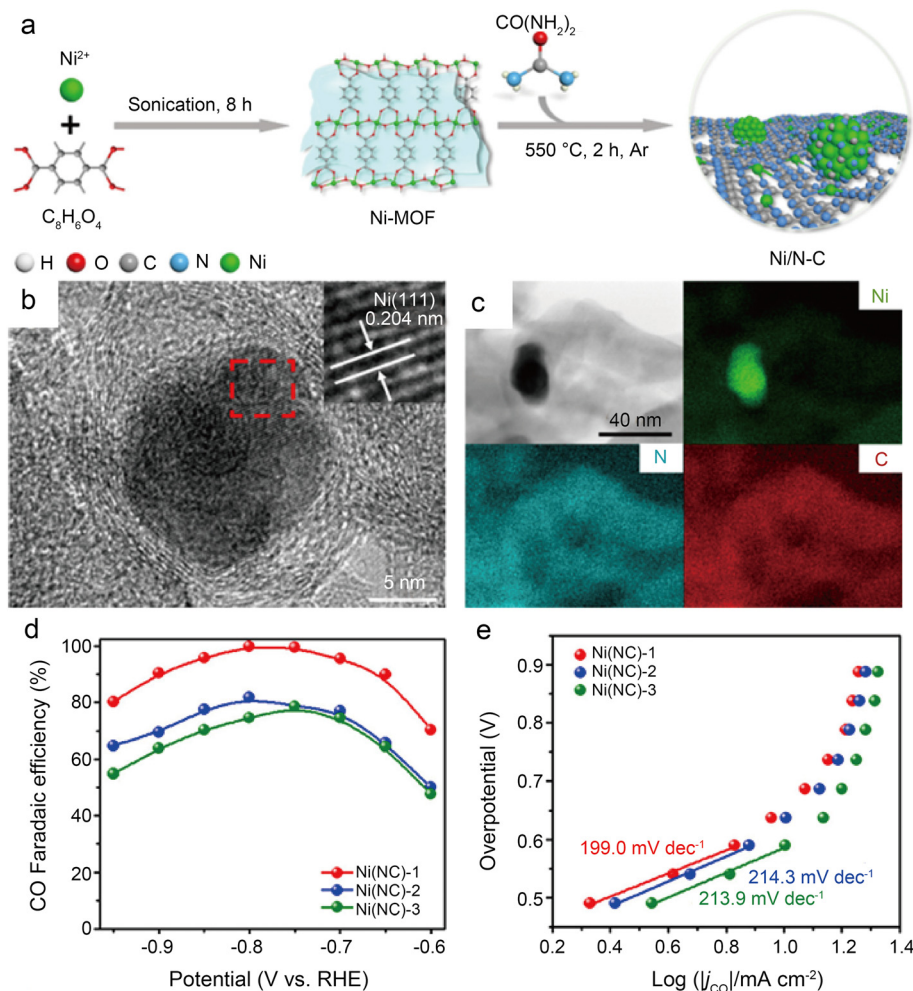 a
Ni²⁺
+
C₈H₆O₄
Sonication, 8 h
Ni-MOF
CO(NH₂)₂
550 °C, 2 h, Ar
Ni/N-C
H O C N Ni
b
Ni(111)
0.204 nm
5 nm
c
40 nm
Ni
N
C
d
CO Faradaic efficiency (%)
100
80
60
40
20
0
Ni(NC)-1
Ni(NC)-2
Ni(NC)-3
-0.9 -0.8 -0.7 -0.6
Potential (V vs. RHE)
e
Overpotential (V)
0.9
0.8
0.7
0.6
0.5
Ni(NC)-1
Ni(NC)-2
Ni(NC)-3
199.0 mV dec⁻¹
214.3 mV dec⁻¹
213.9 mV dec⁻¹
0.2 0.4 0.6 0.8 1.0 1.2 1.4
Log (|j_CO|/mA cm⁻²)